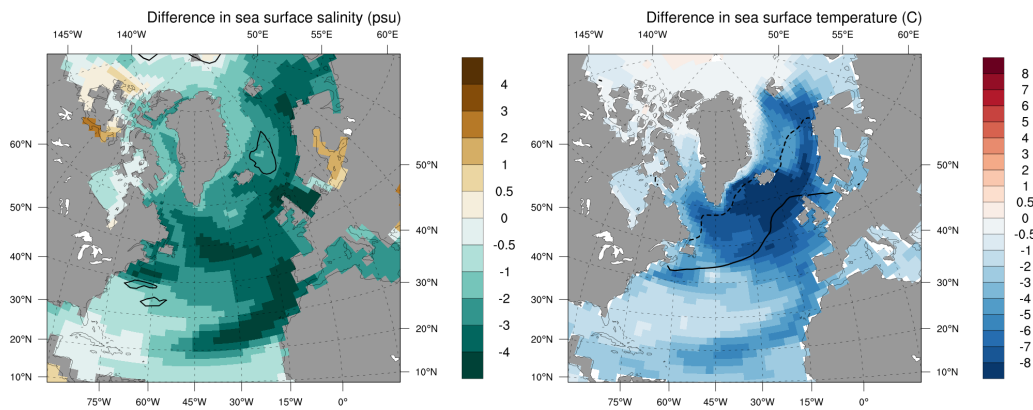 Difference in sea surface salinity (psu)
145°W 140°W 50°E 55°E 60°E
60°N
50°N
40°N
30°N
20°N
10°N
50°N
40°N
30°N
20°N
10°N
75°W 60°W 45°W 30°W 15°W 0°
4
3
2
1
0.5
0
-0.5
-1
-2
-3
-4
Difference in sea surface temperature (C)
145°W 140°W 50°E 55°E 60°E
60°N
50°N
40°N
30°N
20°N
10°N
50°N
40°N
30°N
20°N
10°N
75°W 60°W 45°W 30°W 15°W 0°
8
7
6
5
4
3
2
1
0.5
0
-0.5
-1
-2
-3
-4
-5
-6
-7
-8